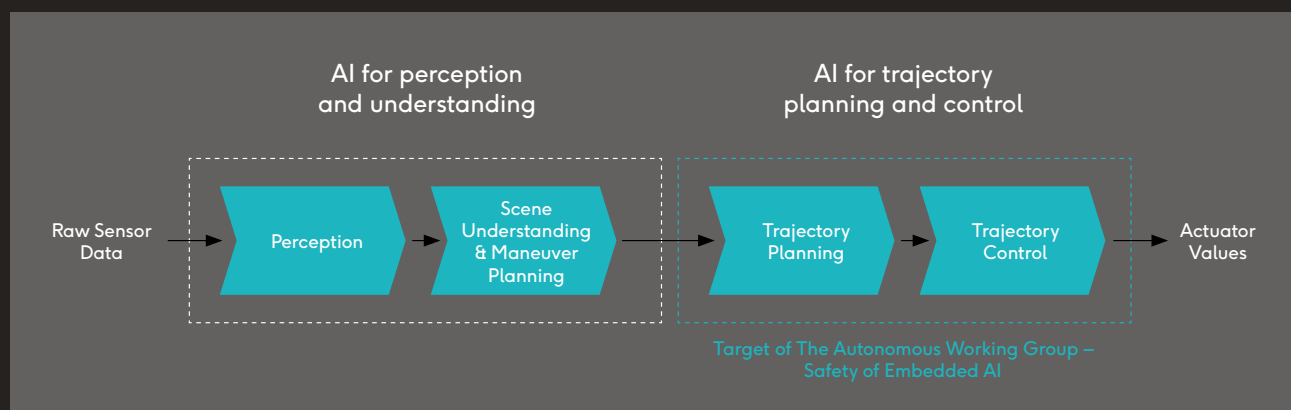 AI for perception
and understanding
AI for trajectory
planning and control
Raw Sensor
Data
Perception
Scene
Understanding
& Maneuver
Planning
Trajectory
Planning
Trajectory
Control
Actuator
Values
Target of The Autonomous Working Group –
Safety of Embedded AI